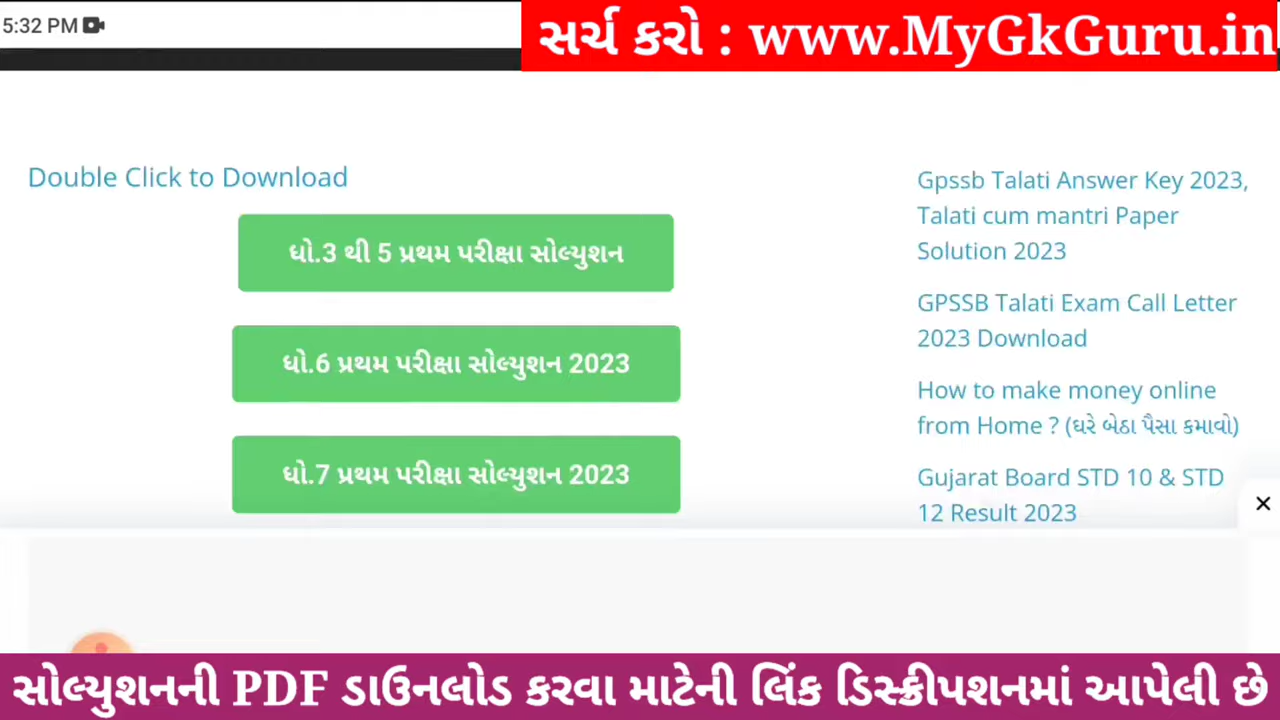 5:32 PM
સર્ચ કરો : www.MyGkGuru.in
Double Click to Download
ધો.3 થી 5 પ્રથમ પરીક્ષા સોલ્યુશન
ધો.6 પ્રથમ પરીક્ષા સોલ્યુશન 2023
ધો.7 પ્રથમ પરીક્ષા સોલ્યુશન 2023
Gpssb Talati Answer Key 2023,
Talati cum mantri Paper
Solution 2023
GPSSB Talati Exam Call Letter
2023 Download
How to make money online
from Home ? (ઘરે બેઠા પૈસા કમાવો)
Gujarat Board STD 10 & STD
12 Result 2023
સોલ્યુશનની PDF ડાઉનલોડ કરવા માટેની લિંક ડિસ્ક્રીપશનમાં આપેલી છે